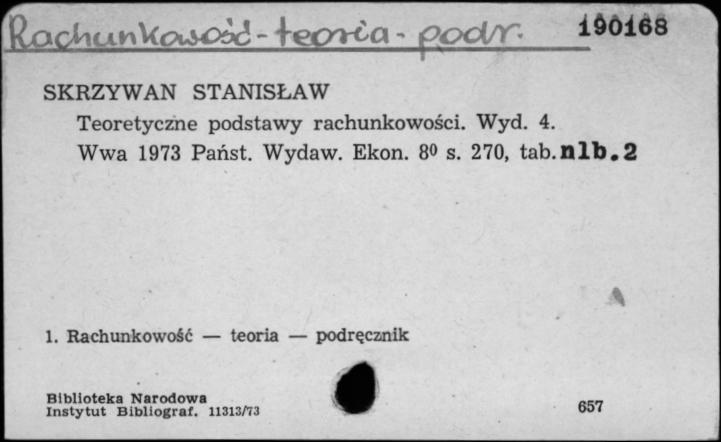 Rachunkowość - teoria - podr. 190168
SKRZYWAN STANISŁAW
Teoretyczne podstawy rachunkowości. Wyd. 4.
Wwa 1973 Państ. Wydaw. Ekon. 8⁰ s. 270, tab. nlb. 2
1. Rachunkowość — teoria — podręcznik
Biblioteka Narodowa
Instytut Bibliograf. 11313/73 657